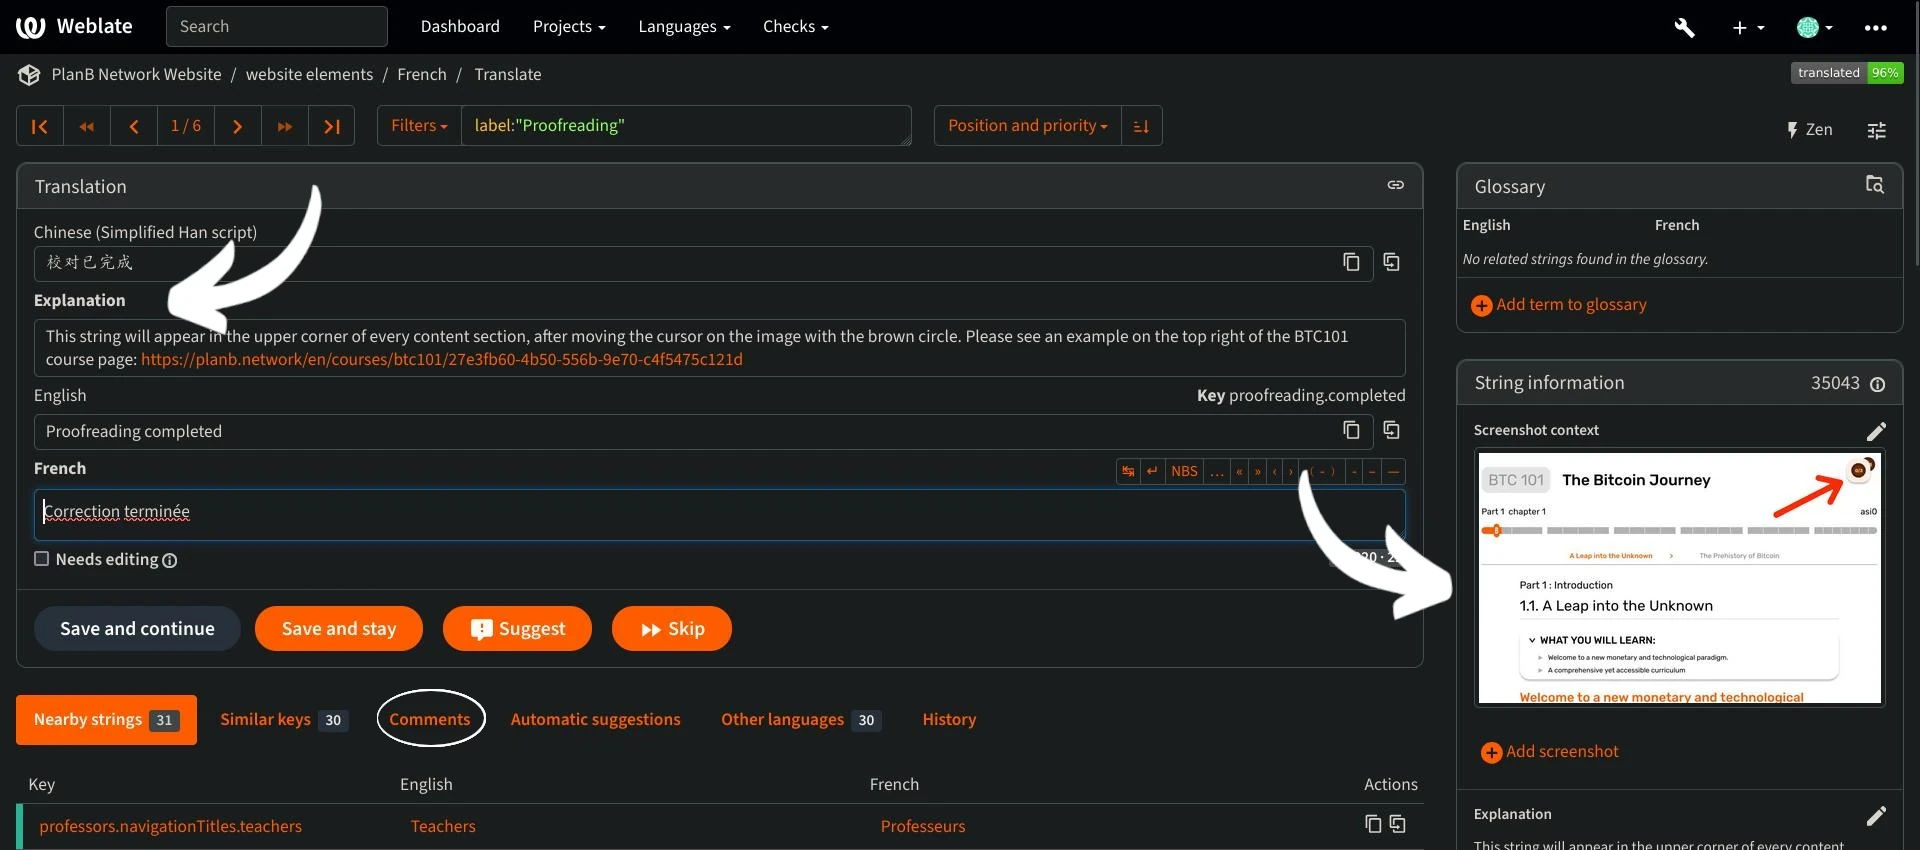 Weblate
Search
Dashboard
Projects
Languages
Checks
PlanB Network Website / website elements / French / Translate
translated 96%
1 / 6
Filters
label:"Proofreading"
Position and priority
Zen
Translation
Chinese (Simplified Han script)
校对已完成
Explanation
This string will appear in the upper corner of every content section, after moving the cursor on the image with the brown circle. Please see an example on the top right of the BTC101
course page: https://planb.network/en/courses/btc101/27e3fb60-4b50-556b-9e70-c4f5475c121d
English
Key proofreading.completed
Proofreading completed
French
NBS … « » ‹ › ( - ) - – —
Correction terminée
Needs editing
Save and continue
Save and stay
Suggest
Skip
Nearby strings 31
Similar keys 30
Comments
Automatic suggestions
Other languages 30
History
Key English French Actions
professors.navigationTitles.teachers Teachers Professeurs
Glossary
English French
No related strings found in the glossary.
Add term to glossary
String information 35043
Screenshot context
BTC 101 The Bitcoin Journey
Part 1 chapter 1
asi0
A Leap into the Unknown > The Prehistory of Bitcoin
Part 1 : Introduction
1.1. A Leap into the Unknown
WHAT YOU WILL LEARN:
Welcome to a new monetary and technological paradigm.
A comprehensive yet accessible curriculum
Welcome to a new monetary and technological
Add screenshot
Explanation
This string will appear in the upper corner of every content